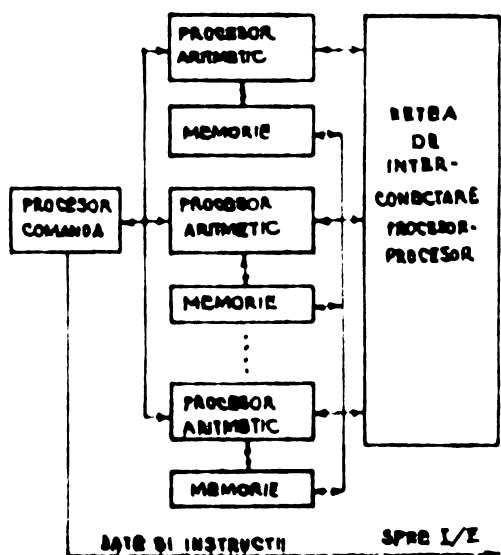 PROCESOR
ARITMETIC
MEMORIE
PROCESOR
COMANDA
PROCESOR
ARITMETIC
MEMORIE
PROCESOR
ARITMETIC
MEMORIE
RETEA
DE
INTER-
CONECTARE
PROCESOR-
PROCESOR
DATE SI INSTRUCTII
SPRE I/E